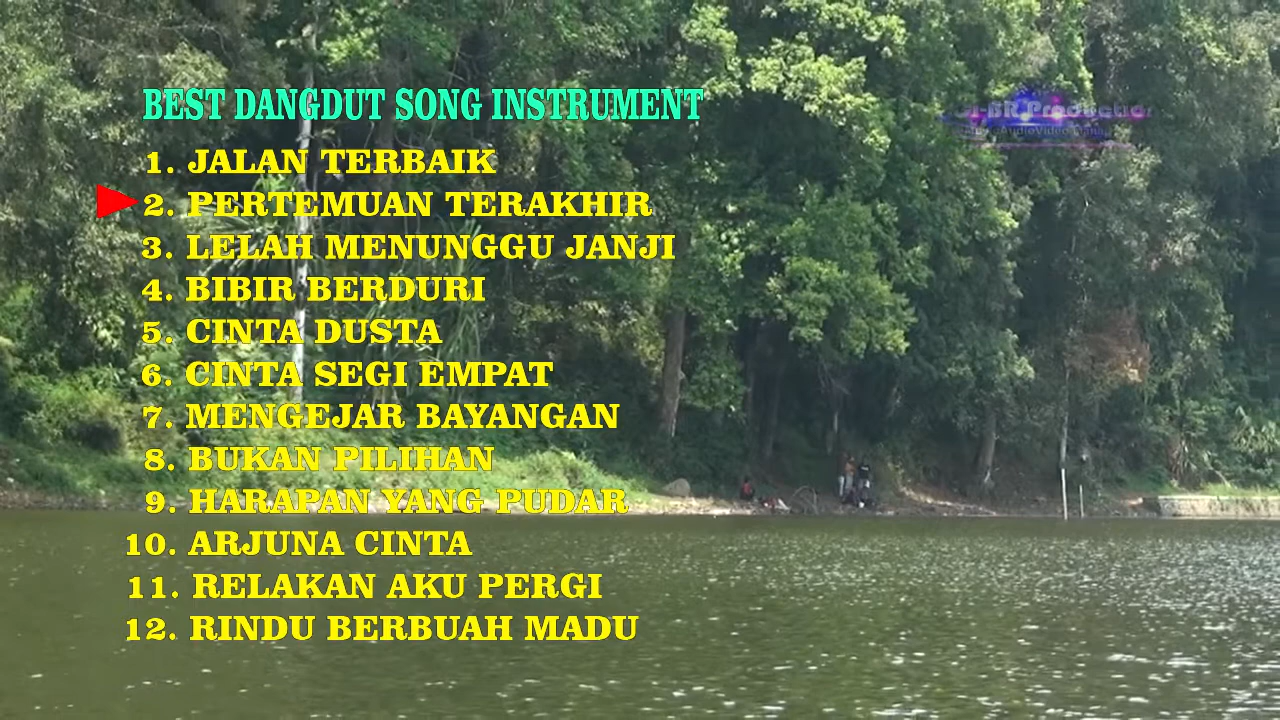 BEST DANGDUT SONG INSTRUMENT
1. JALAN TERBAIK
2. PERTEMUAN TERAKHIR
3. LELAH MENUNGGU JANJI
4. BIBIR BERDURI
5. CINTA DUSTA
6. CINTA SEGI EMPAT
7. MENGEJAR BAYANGAN
8. BUKAN PILIHAN
9. HARAPAN YANG PUDAR
10. ARJUNA CINTA
11. RELAKAN AKU PERGI
12. RINDU BERBUAH MADU